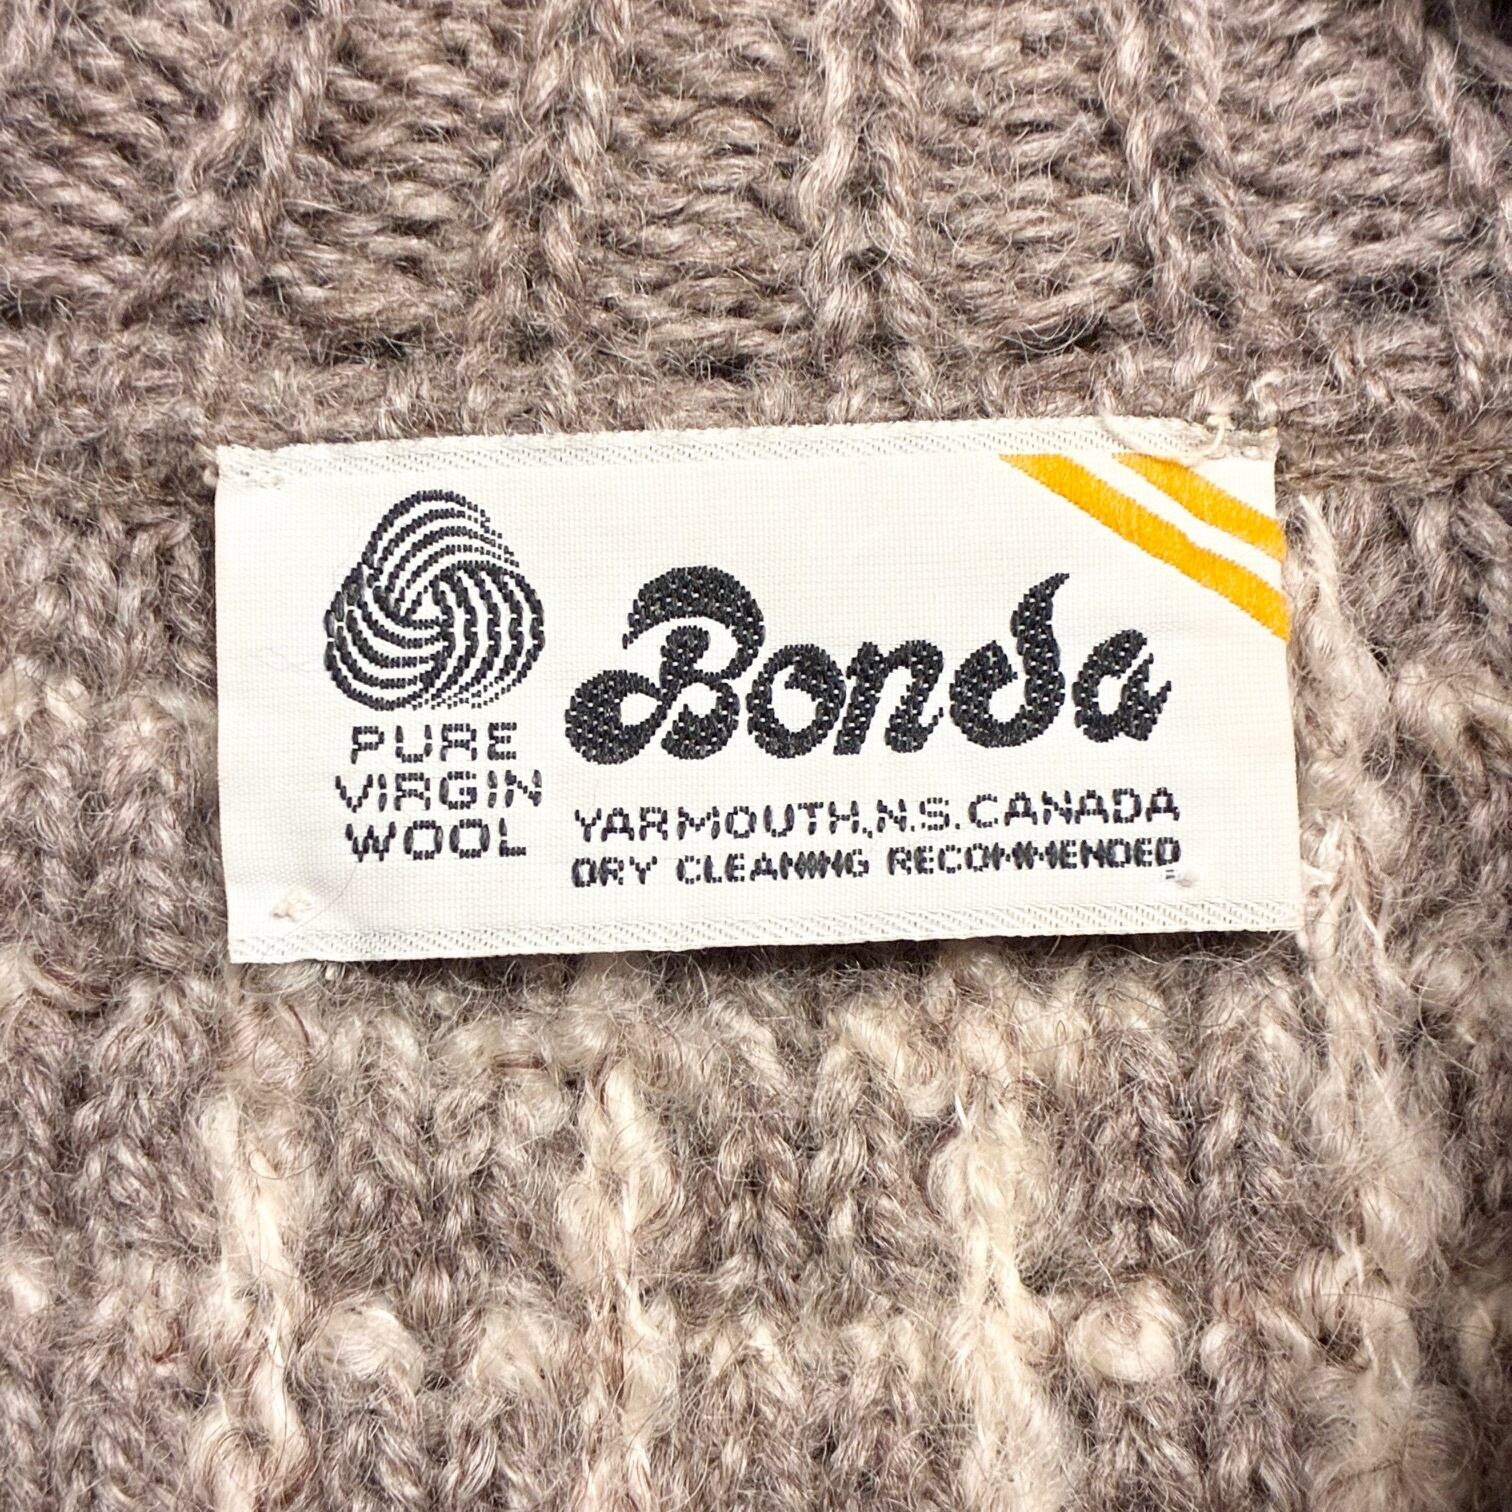 PURE
VIRGIN
WOOL
Bonda
YARMOUTH, N.S. CANADA
DRY CLEANING RECOMMENDED